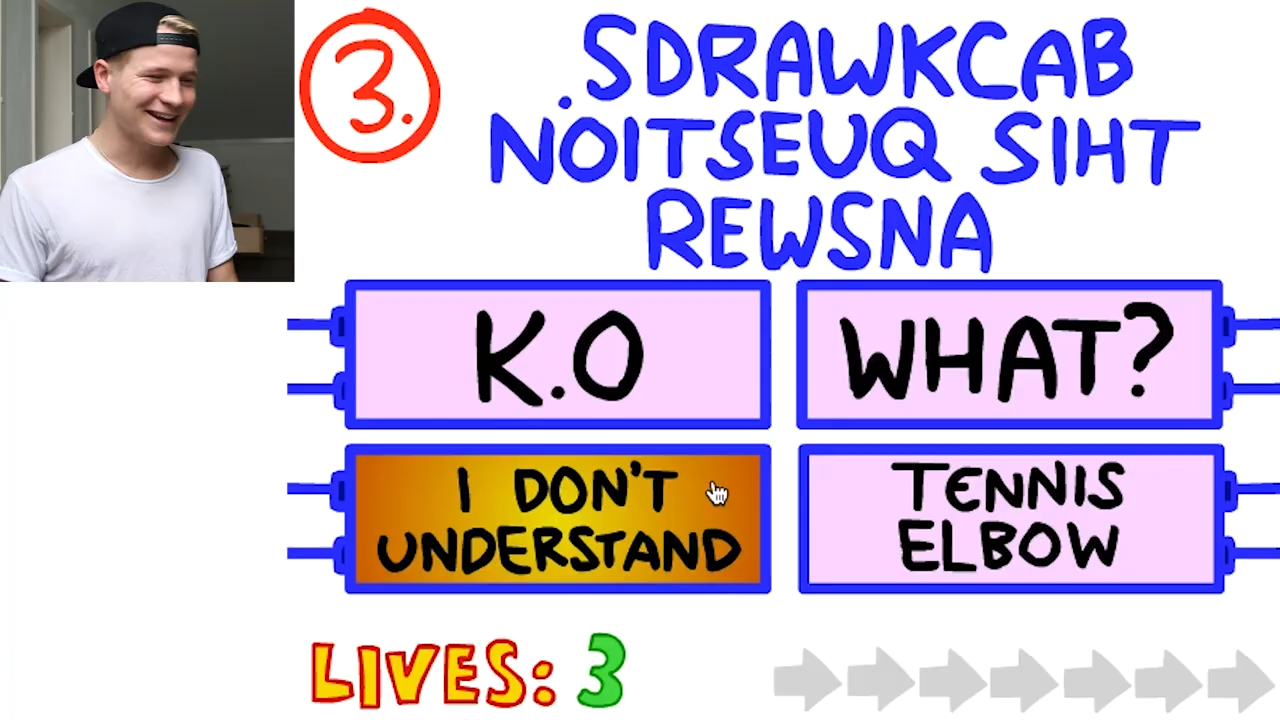 3.
SDRAWKCAB
.NOITSEUQ SIHT
REWSNA
K.O
WHAT?
I DON'T
UNDERSTAND
TENNIS
ELBOW
LIVES: 3